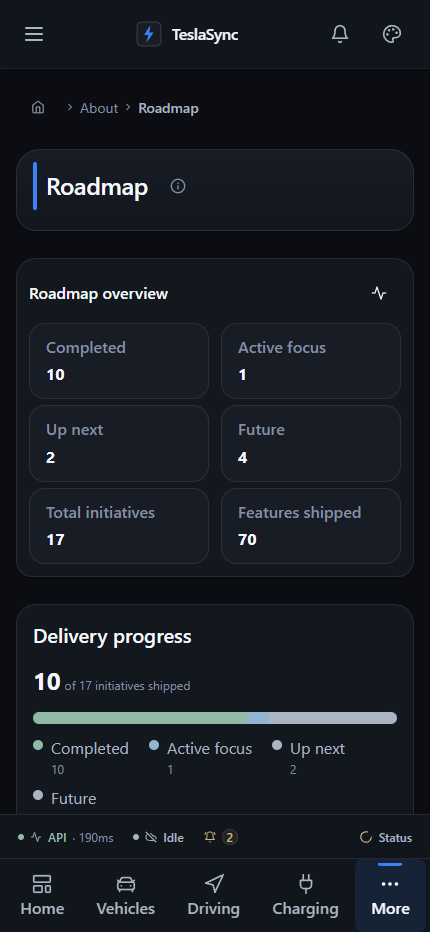 TeslaSync
About Roadmap
Roadmap
Roadmap overview
Completed
10
Active focus
1
Up next
2
Future
4
Total initiatives
17
Features shipped
70
Delivery progress
10 of 17 initiatives shipped
Completed
10
Active focus
1
Up next
2
Future
API · 190ms
Idle
2
Status
Home
Vehicles
Driving
Charging
More